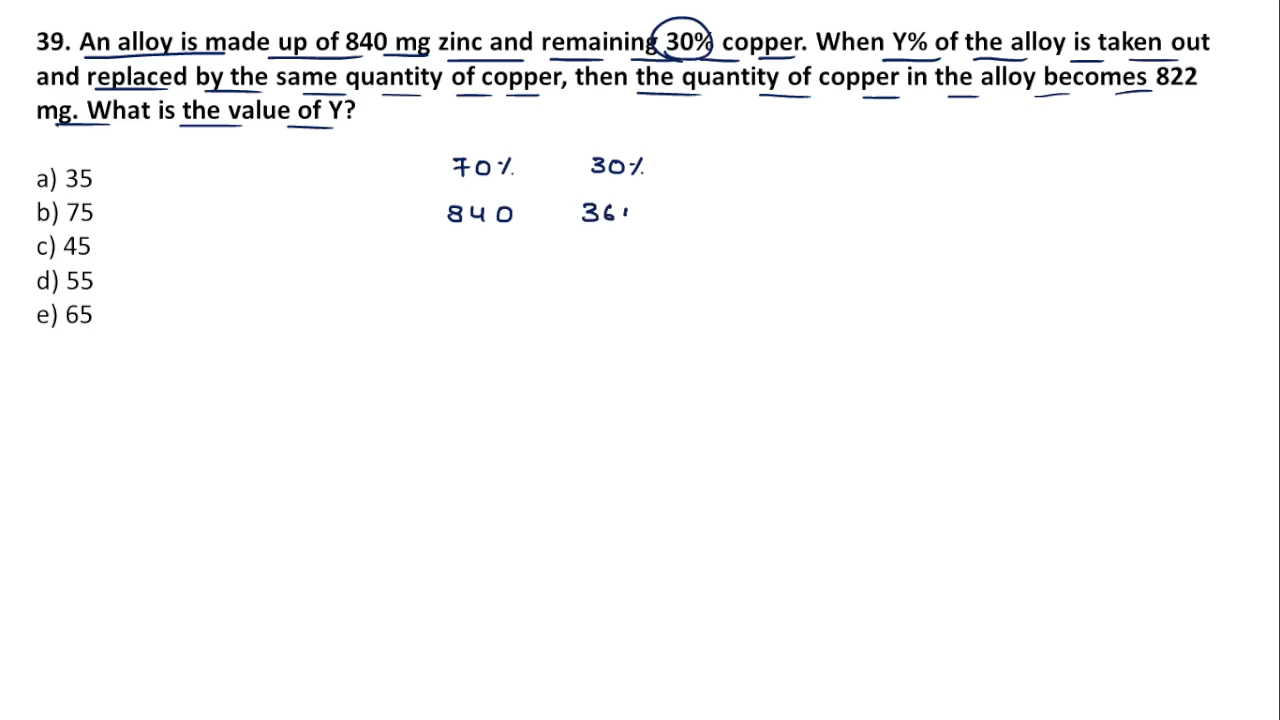 39. An alloy is made up of 840 mg zinc and remaining 30% copper. When Y% of the alloy is taken out
and replaced by the same quantity of copper, then the quantity of copper in the alloy becomes 822
mg. What is the value of Y?
70% 30%
a) 35
840 36
b) 75
c) 45
d) 55
e) 65